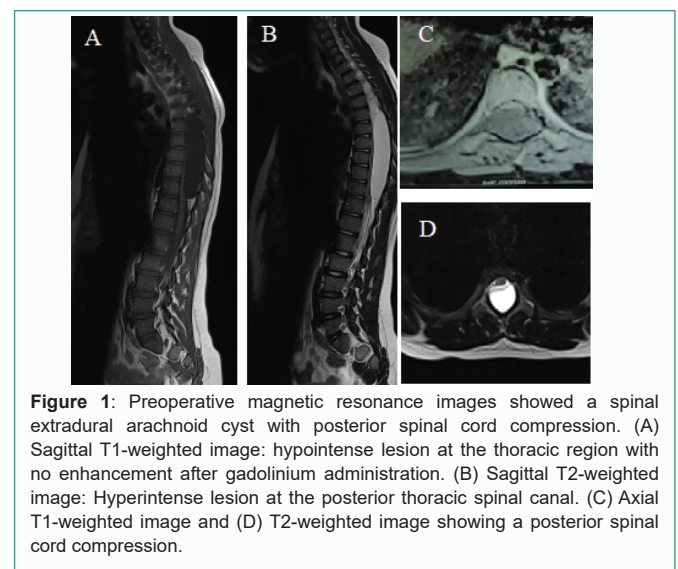 A
B
C
D
Figure 1: Preoperative magnetic resonance images showed a spinal
extradural arachnoid cyst with posterior spinal cord compression. (A)
Sagittal T1-weighted image: hypointense lesion at the thoracic region with
no enhancement after gadolinium administration. (B) Sagittal T2-weighted
image: Hyperintense lesion at the posterior thoracic spinal canal. (C) Axial
T1-weighted image and (D) T2-weighted image showing a posterior spinal
cord compression.